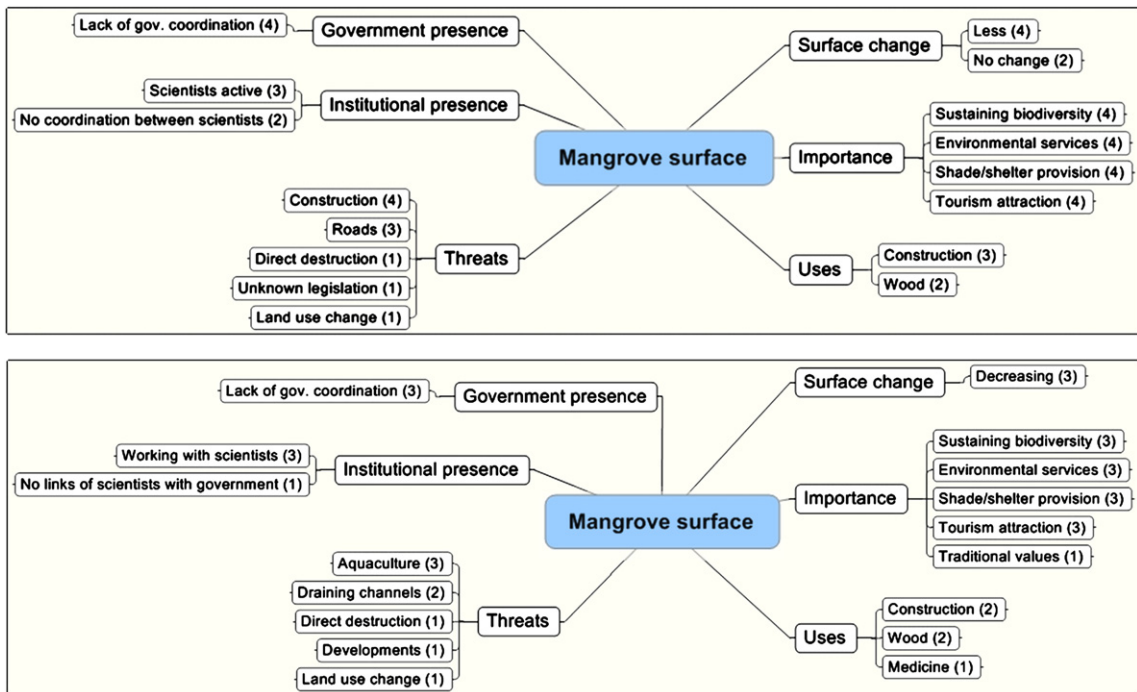 Lack of gov. coordination (4)
Government presence
Scientists active (3)
No coordination between scientists (2)
Institutional presence
Construction (4)
Roads (3)
Direct destruction (1)
Unknown legislation (1)
Land use change (1)
Threats
Mangrove surface
Surface change
Less (4)
No change (2)
Importance
Sustaining biodiversity (4)
Environmental services (4)
Shade/shelter provision (4)
Tourism attraction (4)
Uses
Construction (3)
Wood (2)
Lack of gov. coordination (3)
Government presence
Working with scientists (3)
No links of scientists with government (1)
Institutional presence
Aquaculture (3)
Draining channels (2)
Direct destruction (1)
Developments (1)
Land use change (1)
Threats
Mangrove surface
Surface change
Decreasing (3)
Importance
Sustaining biodiversity (3)
Environmental services (3)
Shade/shelter provision (3)
Tourism attraction (3)
Traditional values (1)
Uses
Construction (2)
Wood (2)
Medicine (1)